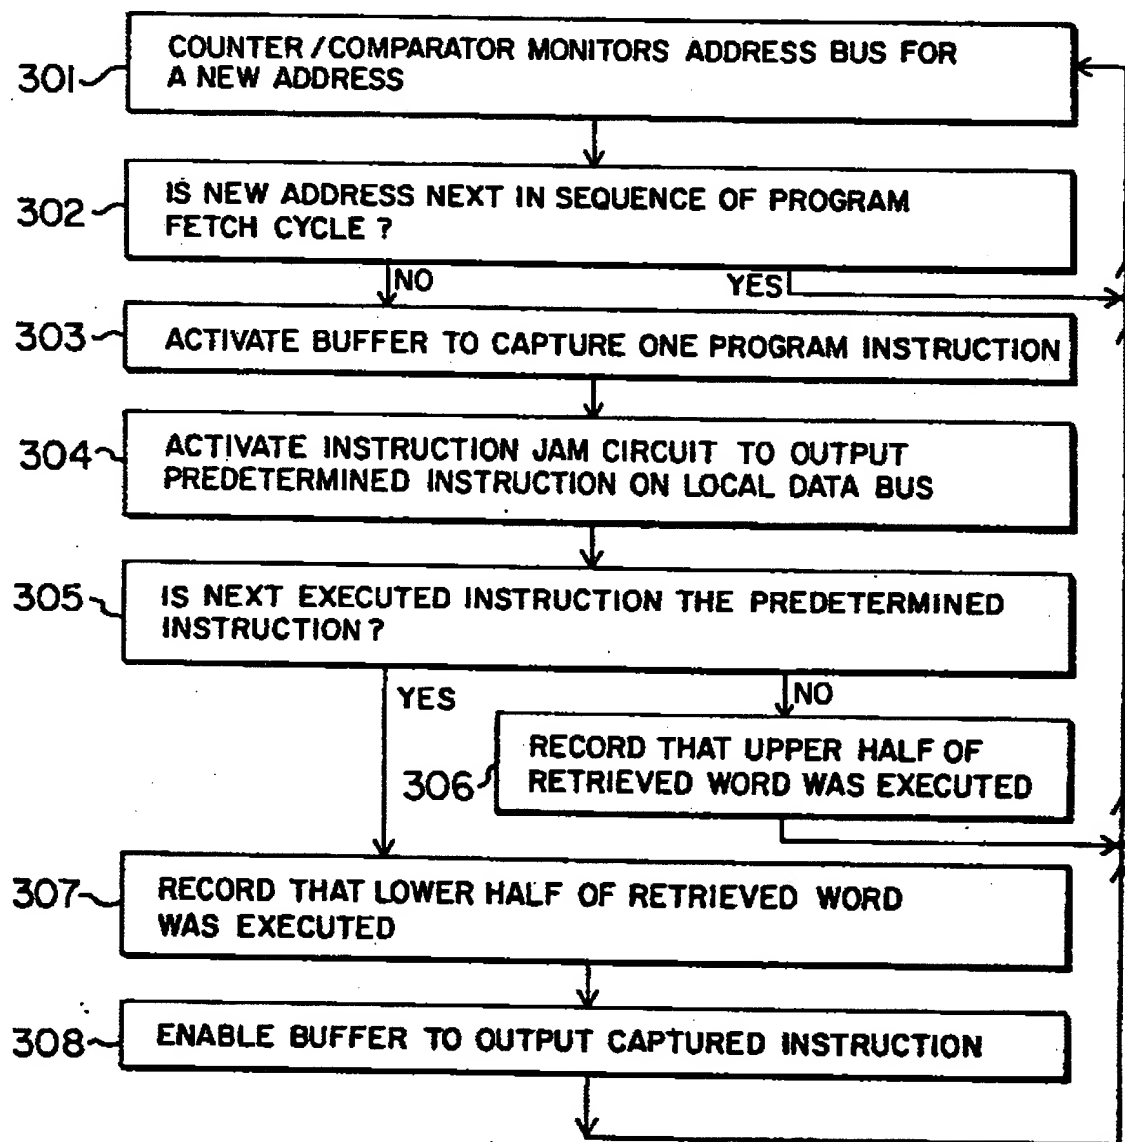 301
COUNTER/COMPARATOR MONITORS ADDRESS BUS FOR
A NEW ADDRESS
302
IS NEW ADDRESS NEXT IN SEQUENCE OF PROGRAM
FETCH CYCLE?
NO
YES
303
ACTIVATE BUFFER TO CAPTURE ONE PROGRAM INSTRUCTION
304
ACTIVATE INSTRUCTION JAM CIRCUIT TO OUTPUT
PREDETERMINED INSTRUCTION ON LOCAL DATA BUS
305
IS NEXT EXECUTED INSTRUCTION THE PREDETERMINED
INSTRUCTION?
YES
NO
306
RECORD THAT UPPER HALF OF
RETRIEVED WORD WAS EXECUTED
307
RECORD THAT LOWER HALF OF RETRIEVED WORD
WAS EXECUTED
308
ENABLE BUFFER TO OUTPUT CAPTURED INSTRUCTION